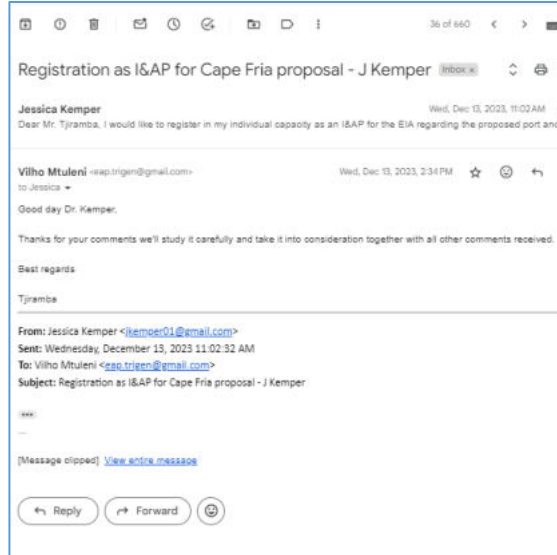 36 of 660
Registration as I&AP for Cape Fria proposal - J Kemper Inbox x
Jessica Kemper Wed, Dec 13, 2023, 11:02 AM
Dear Mr. Tjiramba, I would like to register in my individual capacity as an I&AP for the EIA regarding the proposed port and
Vilho Mtuleni <eap.trigen@gmail.com> Wed, Dec 13, 2023, 2:34 PM
to Jessica
Good day Dr. Kemper,
Thanks for your comments we'll study it carefully and take it into consideration together with all other comments received.
Best regards
Tjiramba
From: Jessica Kemper <jkemper01@gmail.com>
Sent: Wednesday, December 13, 2023 11:02:32 AM
To: Vilho Mtuleni <eap.trigen@gmail.com>
Subject: Registration as I&AP for Cape Fria proposal - J Kemper
...
[Message clipped] View entire message
Reply Forward